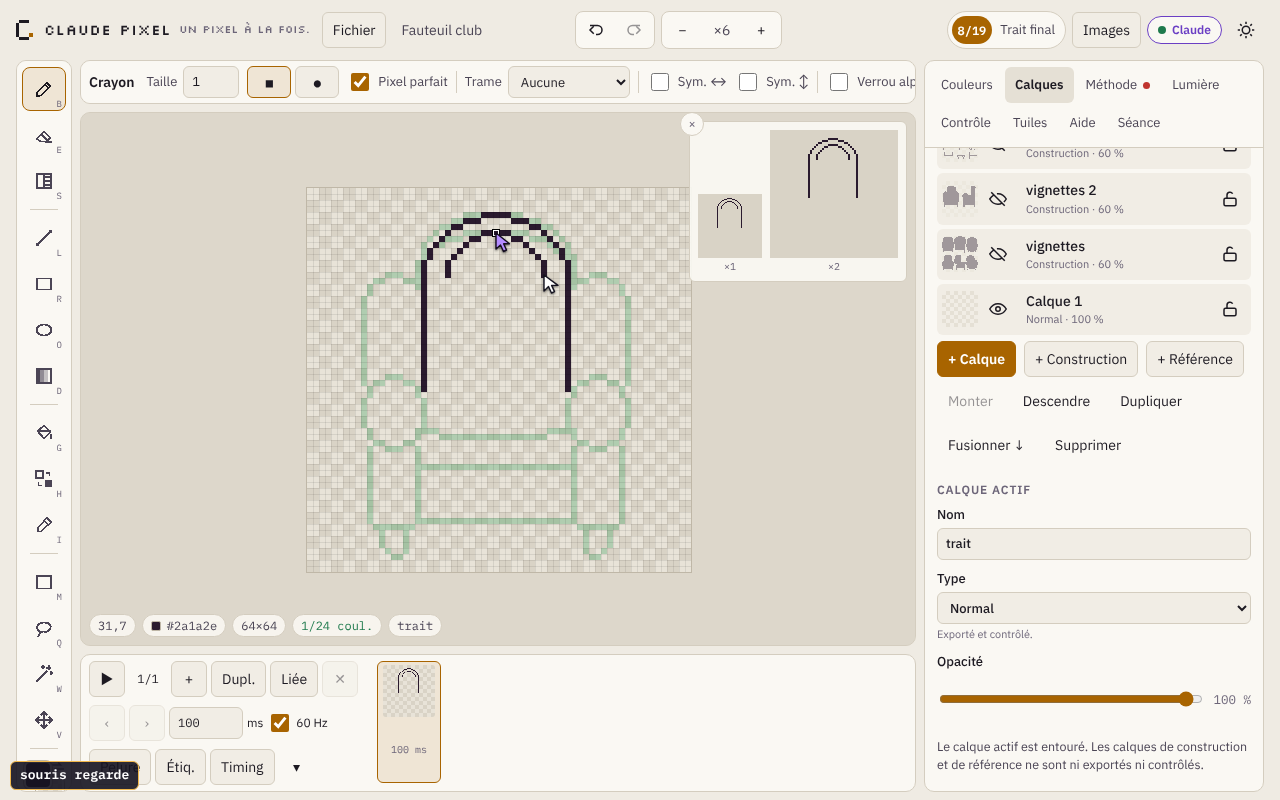 CLAUDE PIXEL UN PIXEL À LA FOIS. Fichier Fauteuil club − ×6 + 8/19 Trait final Images Claude
Crayon Taille 1 ■ ● Pixel parfait Trame Aucune Sym. ↔ Sym. ↕ Verrou alp
B
E
S
L
R
O
D
G
H
I
M
Q
W
V
×
×1 ×2
31,7 #2a1a2e 64×64 1/24 coul. trait
1/1 + Dupl. Liée ✕
‹ › 100 ms 60 Hz
Étiq. Timing ▼
100 ms
souris regarde
Couleurs Calques Méthode Lumière
Contrôle Tuiles Aide Séance
Construction · 60 %
vignettes 2
Construction · 60 %
vignettes
Construction · 60 %
Calque 1
Normal · 100 %
+ Calque + Construction + Référence
Monter Descendre Dupliquer
Fusionner ↓ Supprimer
CALQUE ACTIF
Nom
trait
Type
Normal
Exporté et contrôlé.
Opacité
100 %
Le calque actif est entouré. Les calques de construction
et de référence ne sont ni exportés ni contrôlés.